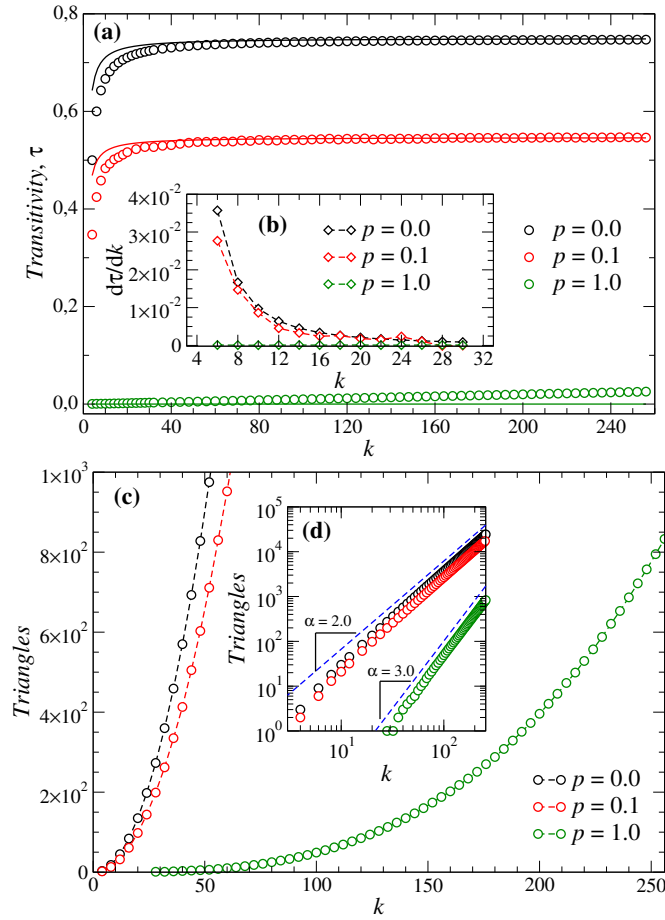 0.8
(a)
0.6
0.4
0.2
0,0
Transitivity, τ
4×10⁻²
3×10⁻²
2×10⁻²
1×10⁻²
0
dτ/dk
(b)
p = 0.0
p = 0.1
p = 1.0
4 8 12 16 20 24 28 32
k
p = 0.0
p = 0.1
p = 1.0
40 80 120 160 200 240
k
1×10³
8×10²
6×10²
4×10²
2×10²
0
Triangles
(c)
10⁵
10⁴
10³
10²
10¹
10⁰
Triangles
(d)
α = 2.0
α = 3.0
10¹ 10²
k
p = 0.0
p = 0.1
p = 1.0
0 50 100 150 200 250
k